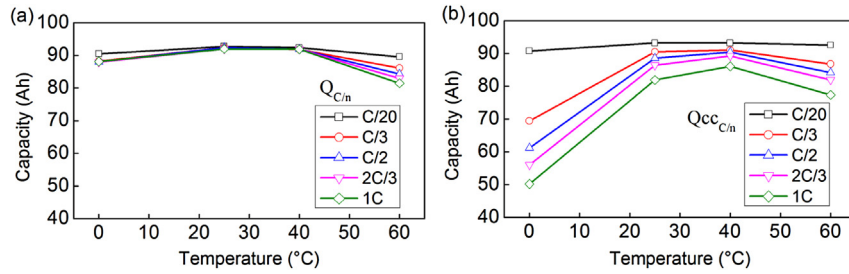 (a)
100
90
80
70
60
50
40
Capacity (Ah)
Q_{C/n}
C/20
C/3
C/2
2C/3
1C
0 10 20 30 40 50 60
Temperature (°C)
(b)
100
90
80
70
60
50
40
Capacity (Ah)
Qcc_{C/n}
C/20
C/3
C/2
2C/3
1C
0 10 20 30 40 50 60
Temperature (°C)